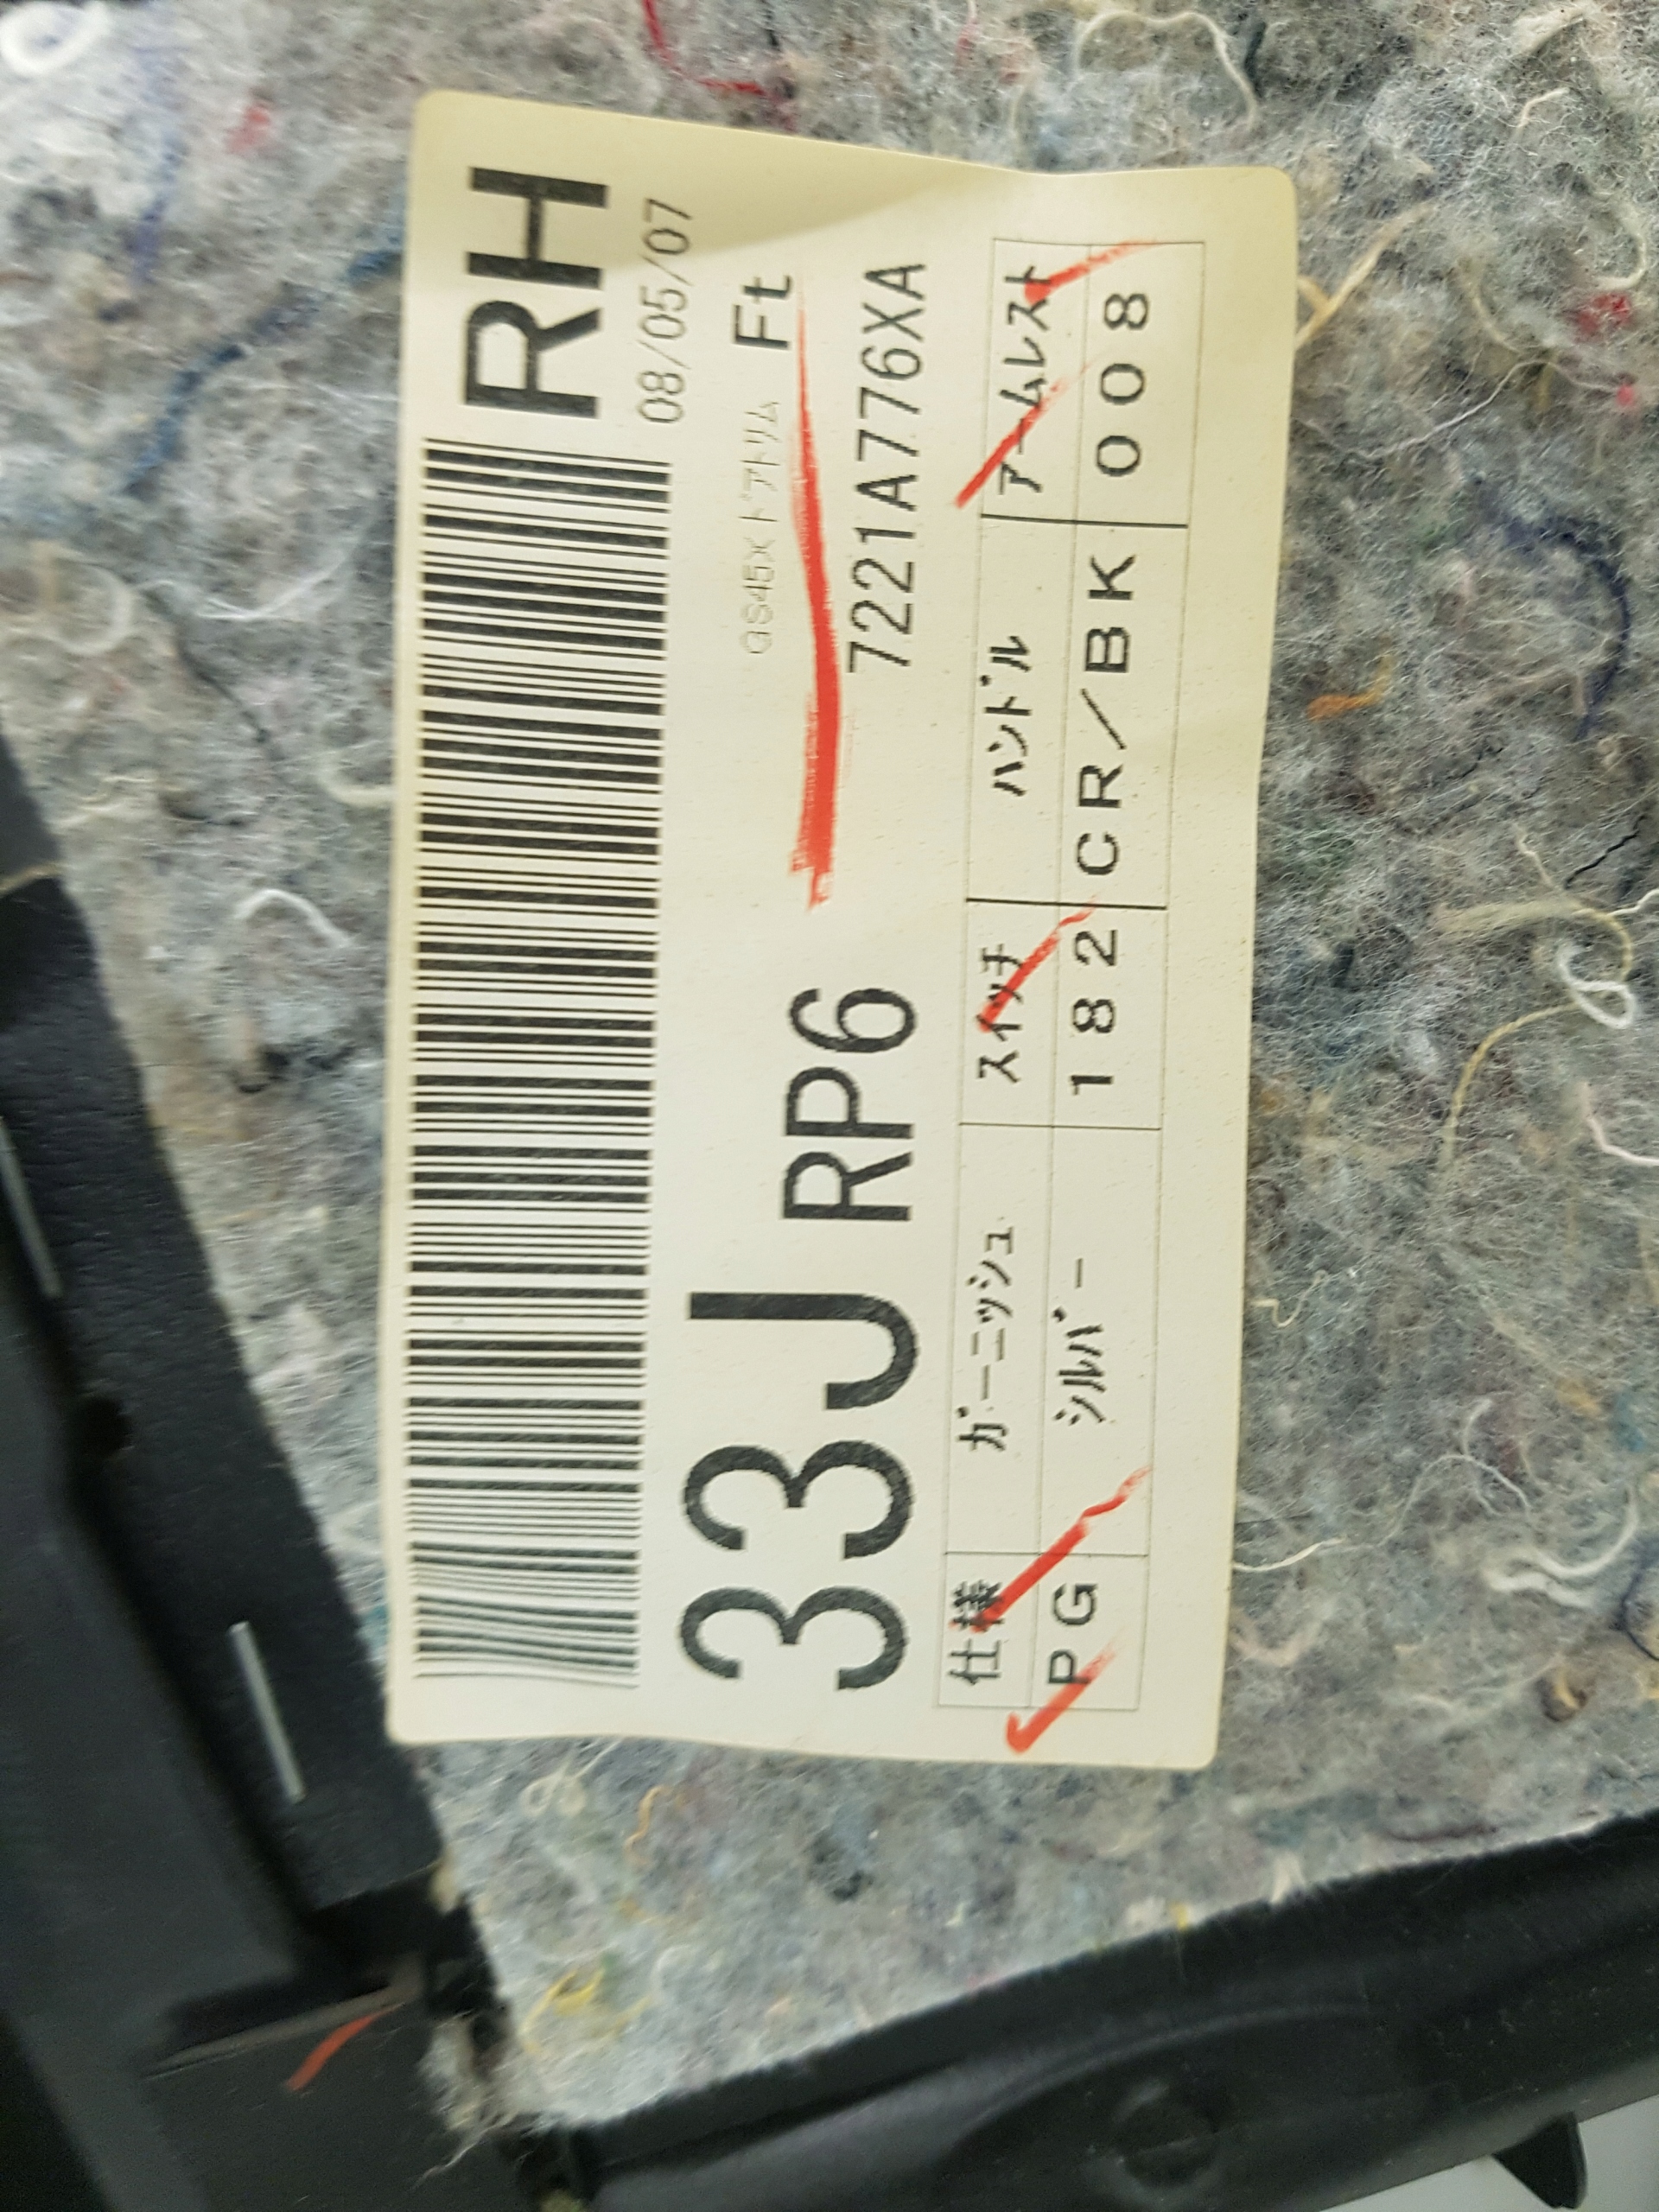 RH
08/05/07
GS45X ﾄﾞｱﾄﾘﾑ Ft
33J RP6 7221A776XA
仕様 ｶﾞｰﾆｯｼｭ ｽｲｯﾁ ﾊﾝﾄﾞﾙ ｱｰﾑﾚｽﾄ
PG ｼﾙﾊﾞｰ 182 CR/BK 008